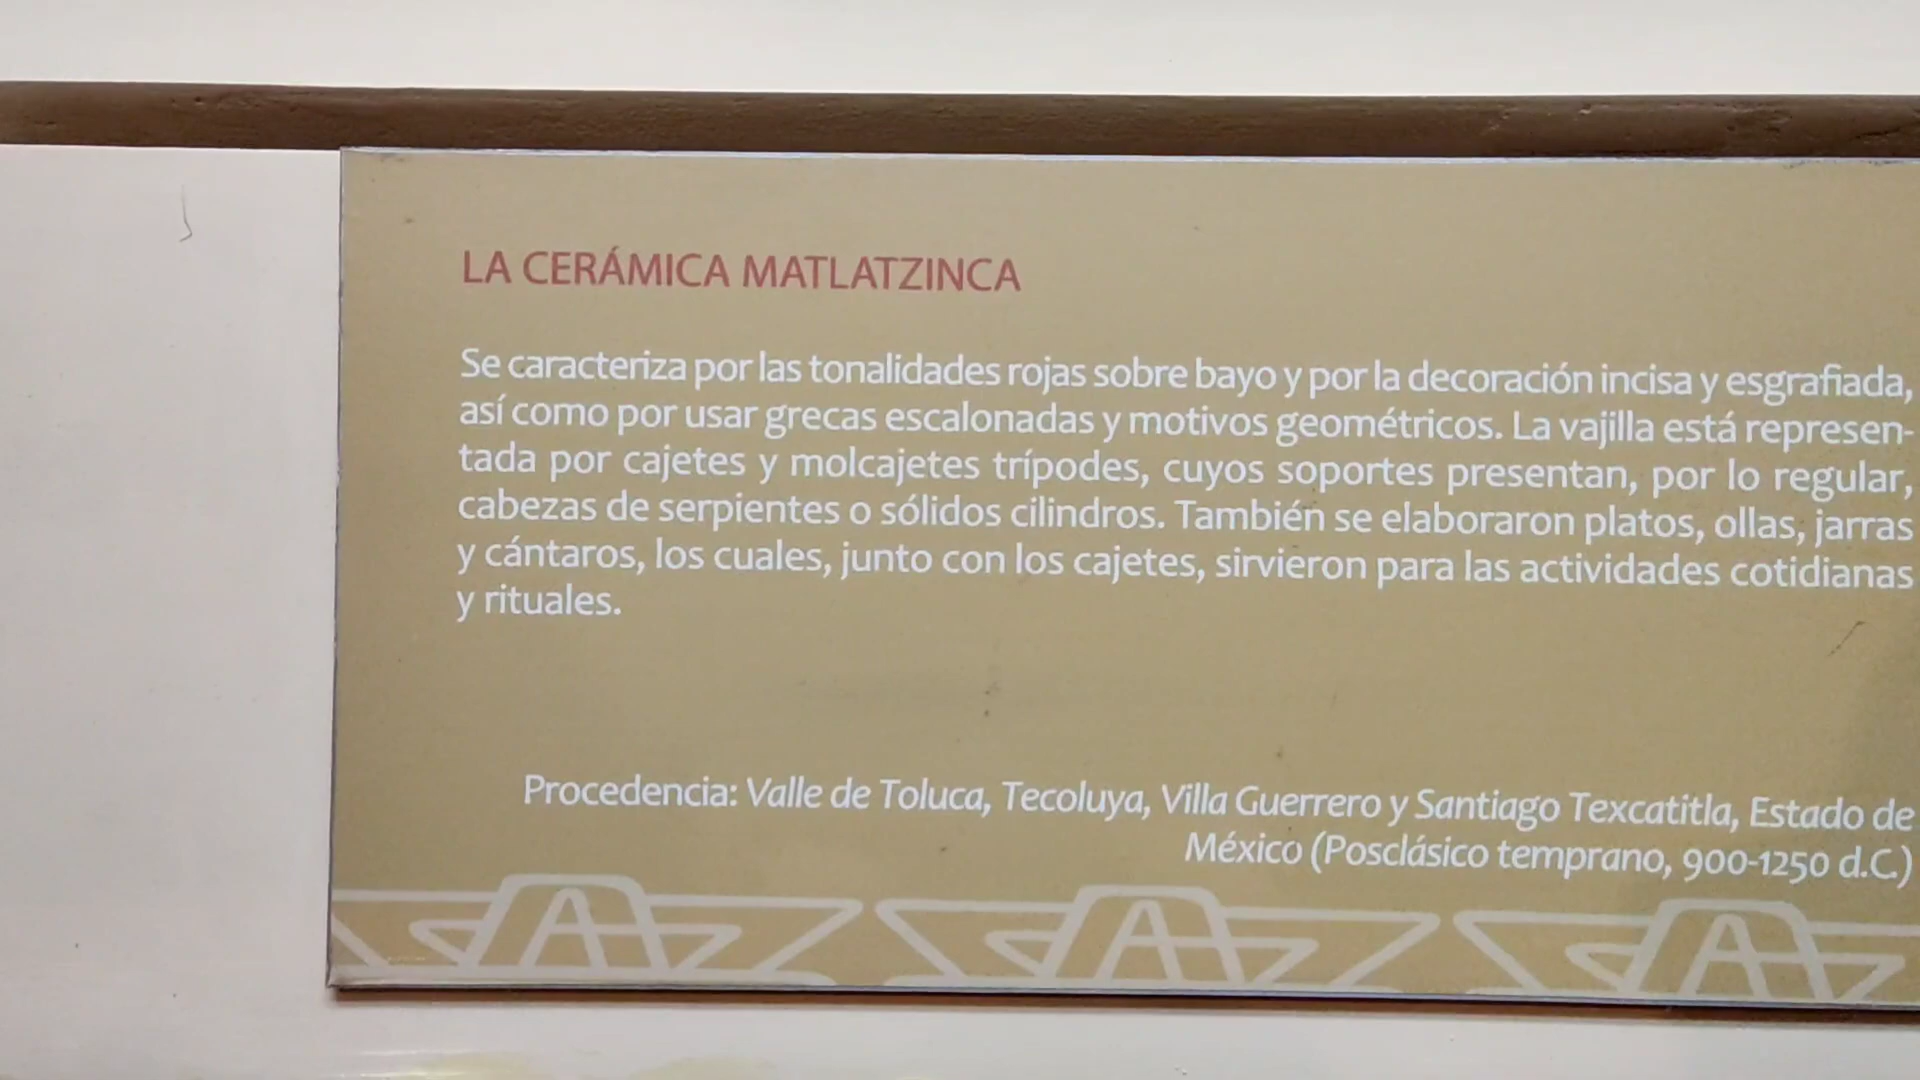 LA CERÁMICA MATLATZINCA
Se caracteriza por las tonalidades rojas sobre bayo y por la decoración incisa y esgrafiada,
así como por usar grecas escalonadas y motivos geométricos. La vajilla está represen-
tada por cajetes y molcajetes trípodes, cuyos soportes presentan, por lo regular,
cabezas de serpientes o sólidos cilindros. También se elaboraron platos, ollas, jarras
y cántaros, los cuales, junto con los cajetes, sirvieron para las actividades cotidianas
y rituales.
Procedencia: Valle de Toluca, Tecoluya, Villa Guerrero y Santiago Texcatitla, Estado de
México (Posclásico temprano, 900-1250 d.C.)